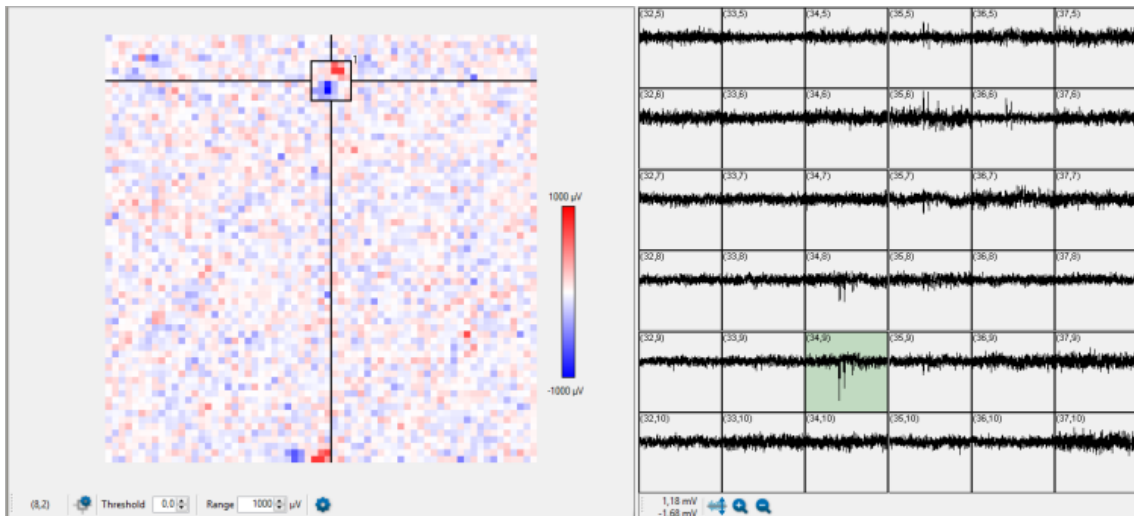 1
1000 µV
-1000 µV
(8,2) Threshold 0.0 Range 1000 µV
(32,5) (33,5) (34,5) (35,5) (36,5) (37,5)
(32,6) (33,6) (34,6) (35,6) (36,6) (37,6)
(32,7) (33,7) (34,7) (35,7) (36,7) (37,7)
(32,8) (33,8) (34,8) (35,8) (36,8) (37,8)
(32,9) (33,9) (34,9) (35,9) (36,9) (37,9)
(32,10) (33,10) (34,10) (35,10) (36,10) (37,10)
1,18 mV
-1,68 mV